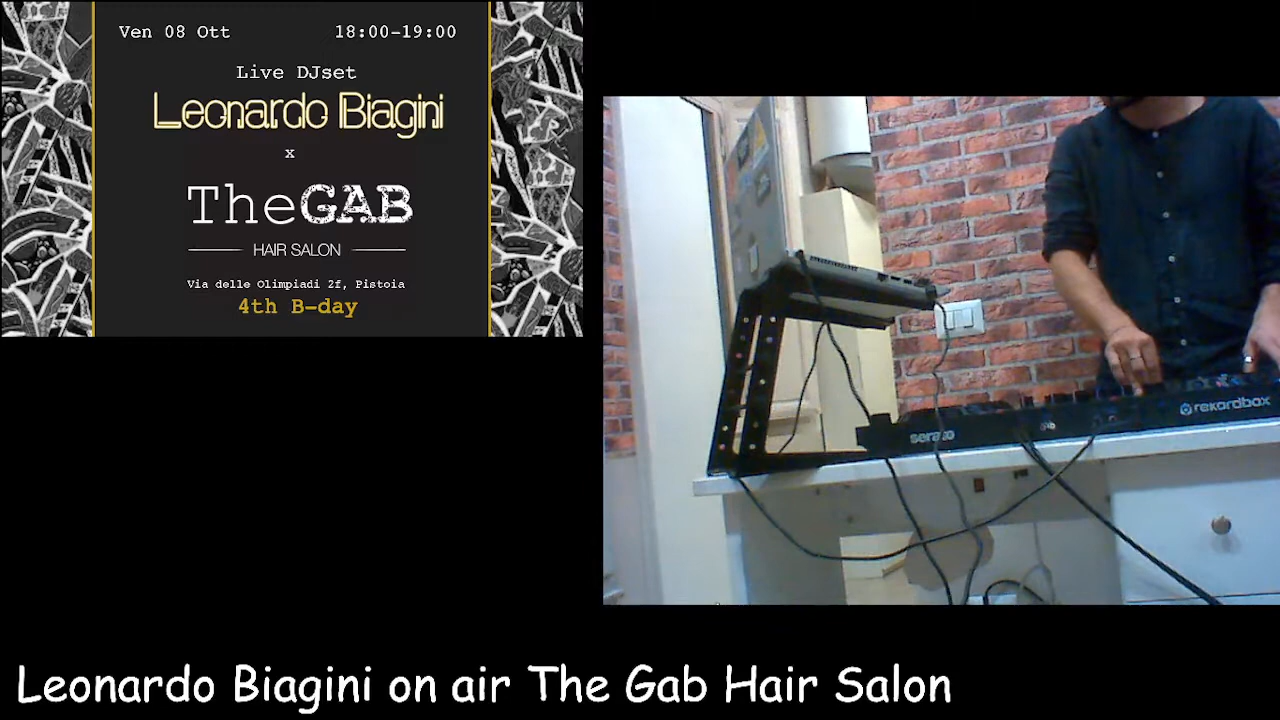 Ven 08 Ott 18:00-19:00
Live DJset
Leonardo Biagini
x
TheGAB
HAIR SALON
Via delle Olimpiadi 2f, Pistoia
4th B-day
serato
rekordbox
Leonardo Biagini on air The Gab Hair Salon